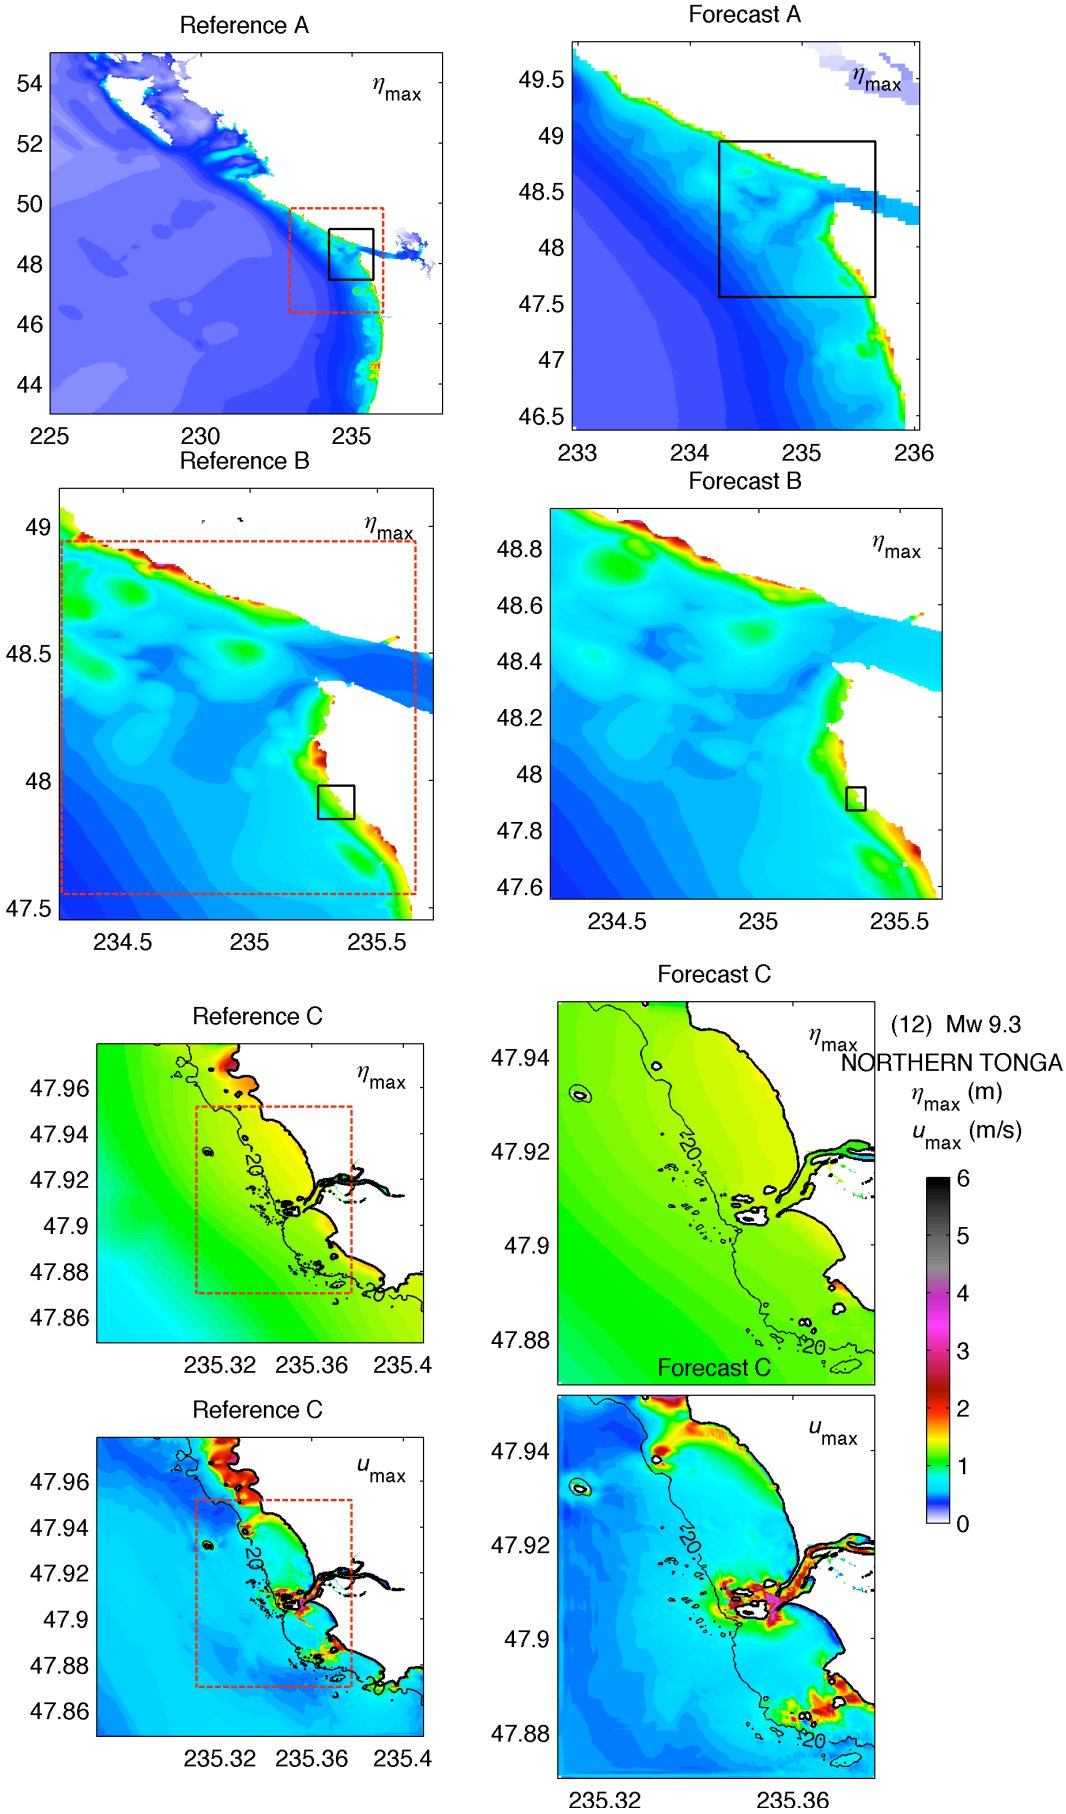 Reference A
η max
54
52
50
48
46
44
225 230 235
Forecast A
η max
49.5
49
48.5
48
47.5
47
46.5
233 234 235 236
Reference B
η max
49
48.5
48
47.5
234.5 235 235.5
Forecast B
η max
48.8
48.6
48.4
48.2
48
47.8
47.6
234.5 235 235.5
Reference C
η max
47.96
47.94
47.92
47.9
47.88
47.86
-20
235.32 235.36 235.4
Forecast C
η max
47.94
47.92
47.9
47.88
-20
-20
(12) Mw 9.3
NORTHERN TONGA
η max (m)
u max (m/s)
6
5
4
3
2
1
0
Reference C
u max
47.96
47.94
47.92
47.9
47.88
47.86
-20
235.32 235.36 235.4
Forecast C
u max
47.94
47.92
47.9
47.88
-20
-20
235.32 235.36